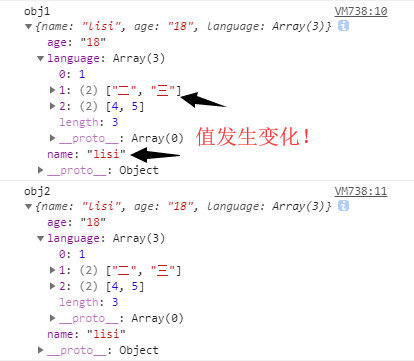 obj1 VM738:10
▼{name: "lisi", age: "18", language: Array(3)} i
age: "18"
▼language: Array(3)
0: 1
▶1: (2) ["二", "三"]
▶2: (2) [4, 5]
length: 3
▶__proto__: Array(0)
值发生变化！
name: "lisi"
▶__proto__: Object
obj2 VM738:11
▼{name: "lisi", age: "18", language: Array(3)} i
age: "18"
▼language: Array(3)
0: 1
▶1: (2) ["二", "三"]
▶2: (2) [4, 5]
length: 3
▶__proto__: Array(0)
name: "lisi"
▶__proto__: Object